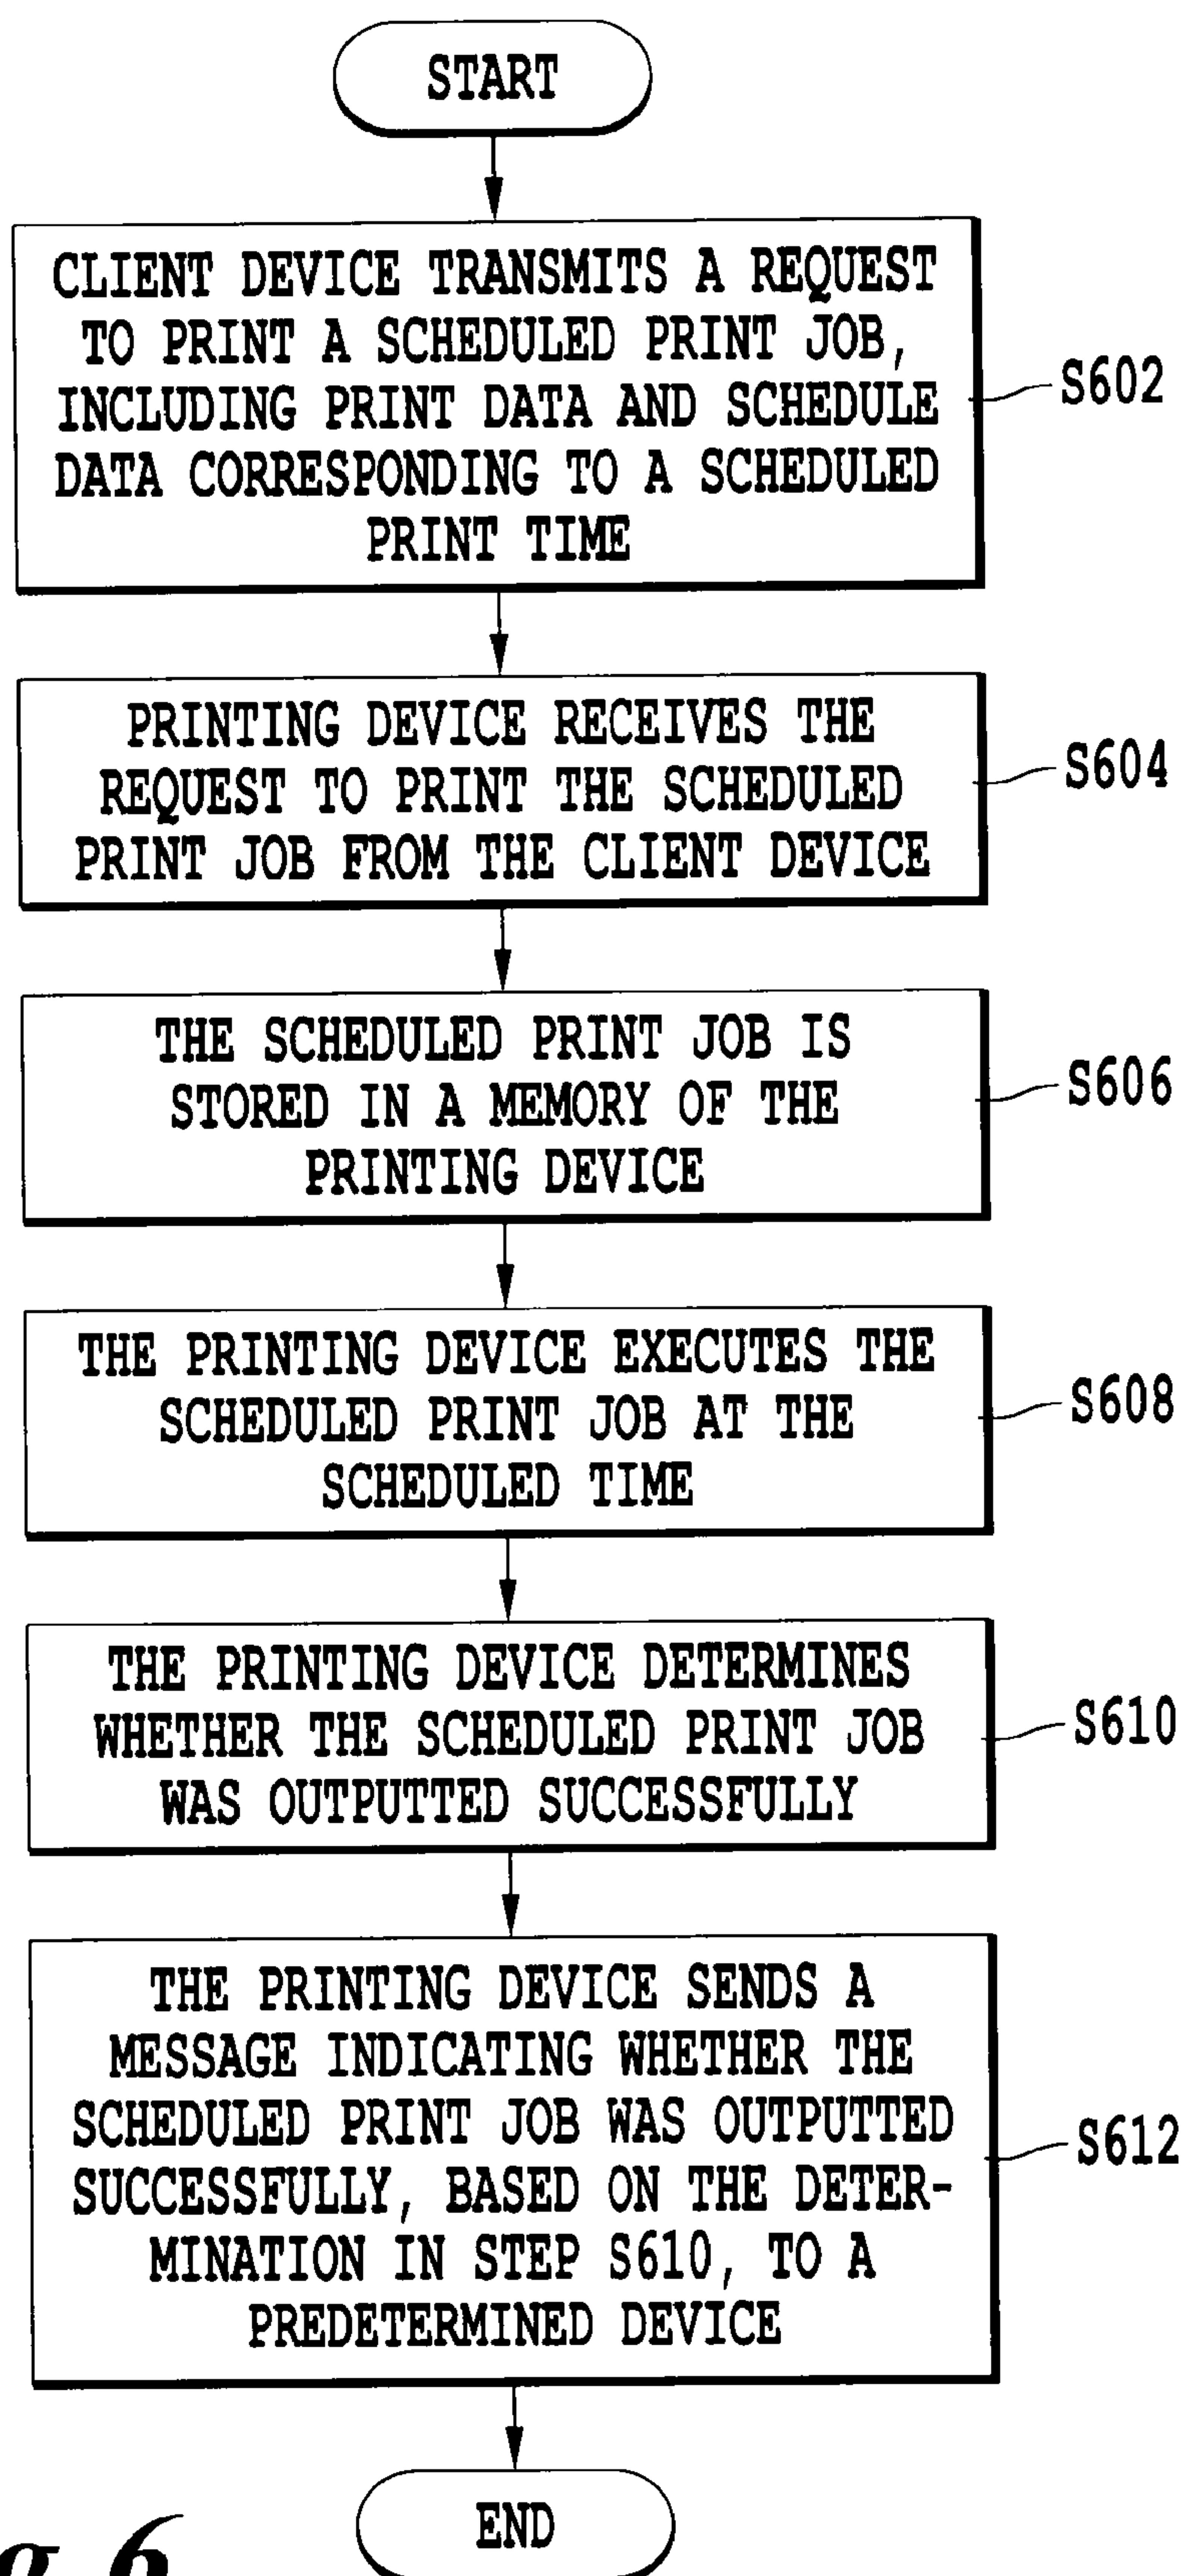 START
CLIENT DEVICE TRANSMITS A REQUEST
TO PRINT A SCHEDULED PRINT JOB,
INCLUDING PRINT DATA AND SCHEDULE
DATA CORRESPONDING TO A SCHEDULED
PRINT TIME
S602
PRINTING DEVICE RECEIVES THE
REQUEST TO PRINT THE SCHEDULED
PRINT JOB FROM THE CLIENT DEVICE
S604
THE SCHEDULED PRINT JOB IS
STORED IN A MEMORY OF THE
PRINTING DEVICE
S606
THE PRINTING DEVICE EXECUTES THE
SCHEDULED PRINT JOB AT THE
SCHEDULED TIME
S608
THE PRINTING DEVICE DETERMINES
WHETHER THE SCHEDULED PRINT JOB
WAS OUTPUTTED SUCCESSFULLY
S610
THE PRINTING DEVICE SENDS A
MESSAGE INDICATING WHETHER THE
SCHEDULED PRINT JOB WAS OUTPUTTED
SUCCESSFULLY, BASED ON THE DETER-
MINATION IN STEP S610, TO A
PREDETERMINED DEVICE
S612
END
6